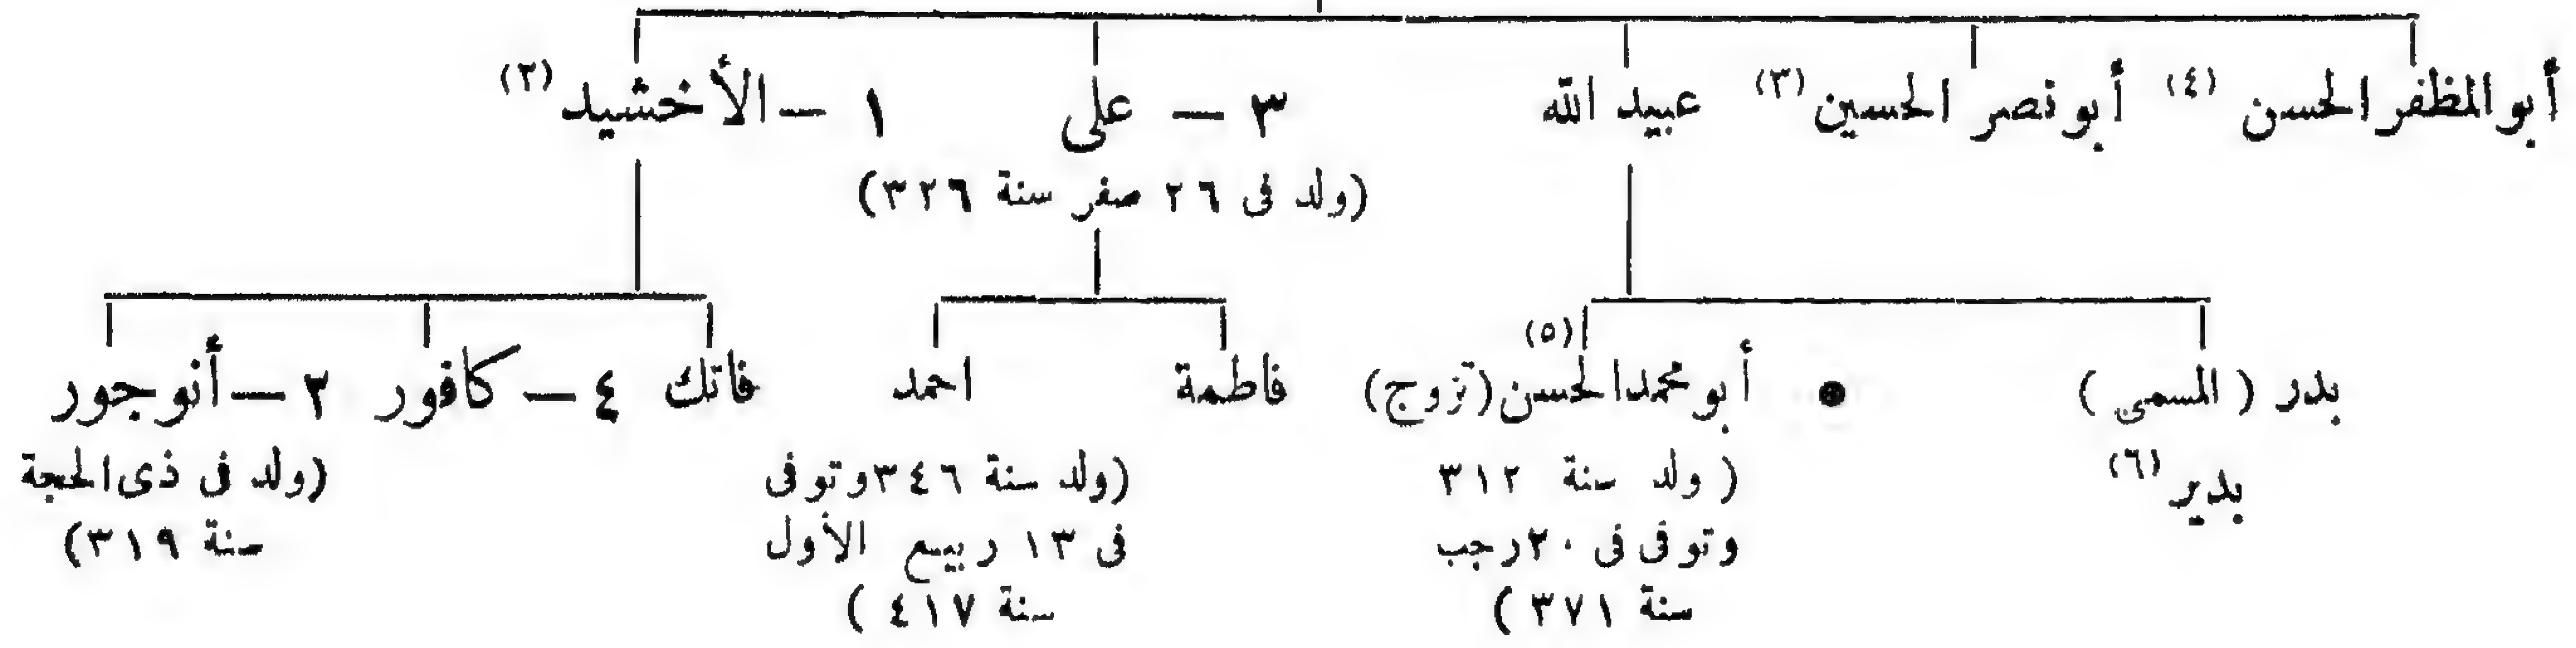 أبو المظفر الحسن (٤) أبو نصر الحسين (٣) عبيد الله ٣ — على ١ — الأخشيد (٢)
(ولد فى ٢٦ صفر سنة ٣٢٦)
(٥)
بدر ( المسمى ) • أبو محمد الحسن (تزوج) فاطمة احمد فاتك ٤ — كافور ٢ — أنوجور
بدير (٦) ( ولد سنة ٣١٢ (ولد سنة ٣٤٦ وتوفى (ولد فى ذى الحجة
وتوفى فى ٢٠ رجب فى ١٣ ربيع الأول سنة ٣١٩)
سنة ٣٧١ ) سنة ٤١٧ )